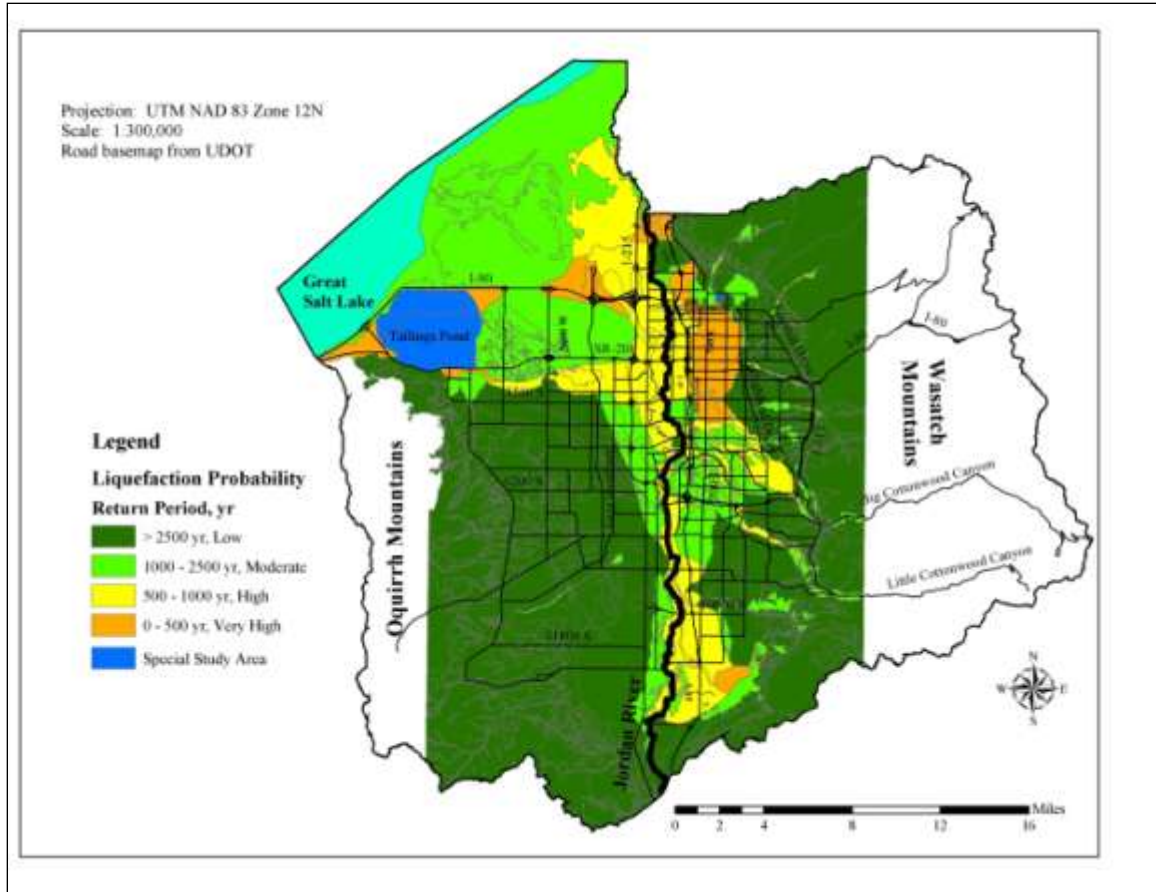 Projection: UTM NAD 83 Zone 12N
Scale: 1:300,000
Road basemap from UDOT
Great
Salt Lake
Tailings Pond
I-80
I-215
I-80
Wasatch
Mountains
Oquirrh Mountains
Cottonwood Canyon
Little Cottonwood Canyon
Jordan River
Legend
Liquefaction Probability
Return Period, yr
> 2500 yr, Low
1000 - 2500 yr, Moderate
500 - 1000 yr, High
0 - 500 yr, Very High
Special Study Area
N
W E
S
Miles
0 2 4 8 12 16